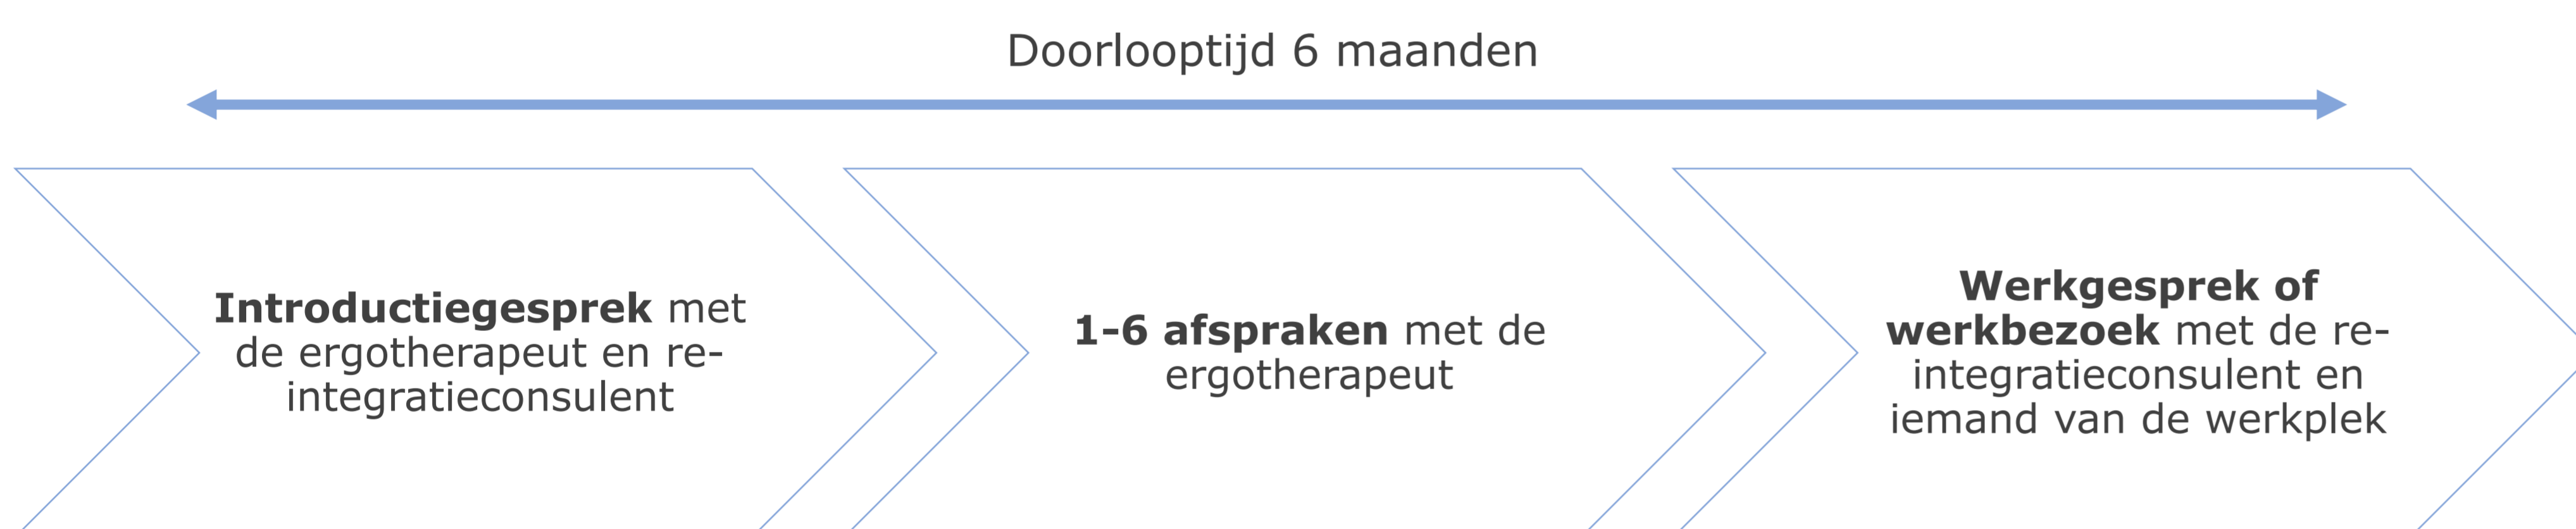 Doorlooptijd 6 maanden
Introductiegesprek met
de ergotherapeut en re-
integratieconsulent
1-6 afspraken met de
ergotherapeut
Werkgesprek of
werkbezoek met de re-
integratieconsulent en
iemand van de werkplek